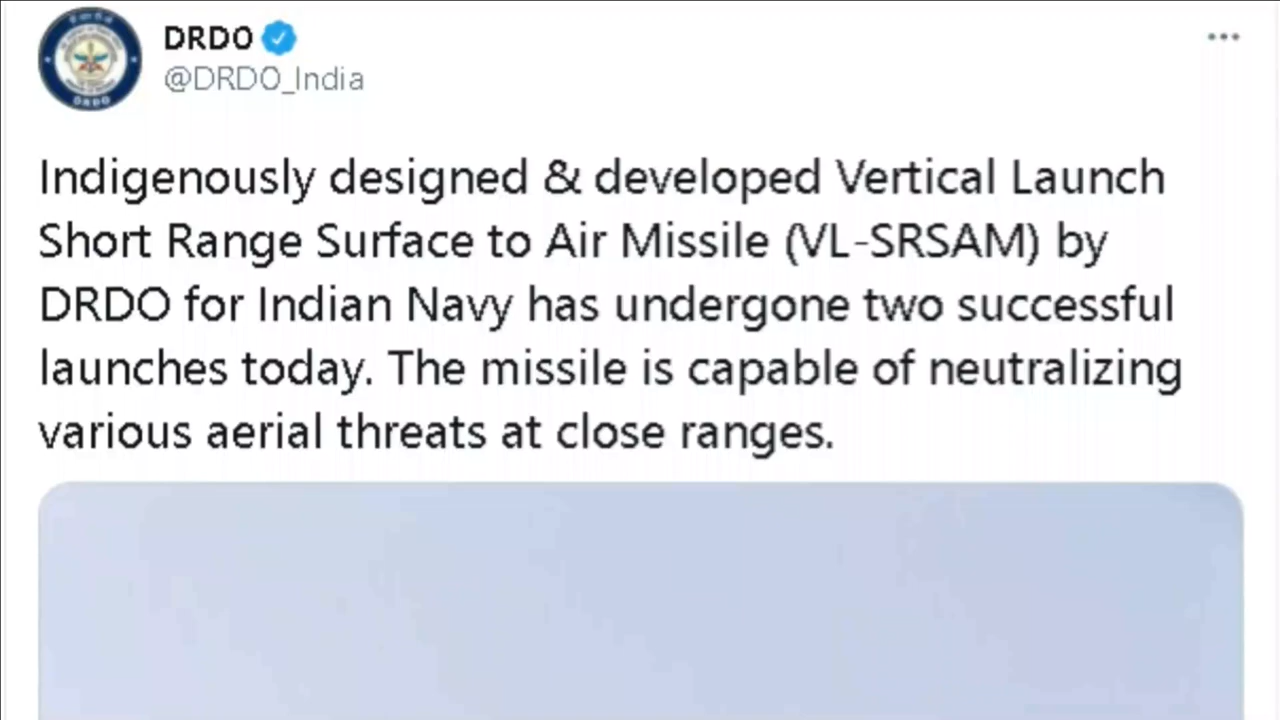 DRDO
@DRDO_India
Indigenously designed & developed Vertical Launch
Short Range Surface to Air Missile (VL-SRSAM) by
DRDO for Indian Navy has undergone two successful
launches today. The missile is capable of neutralizing
various aerial threats at close ranges.
DRDO